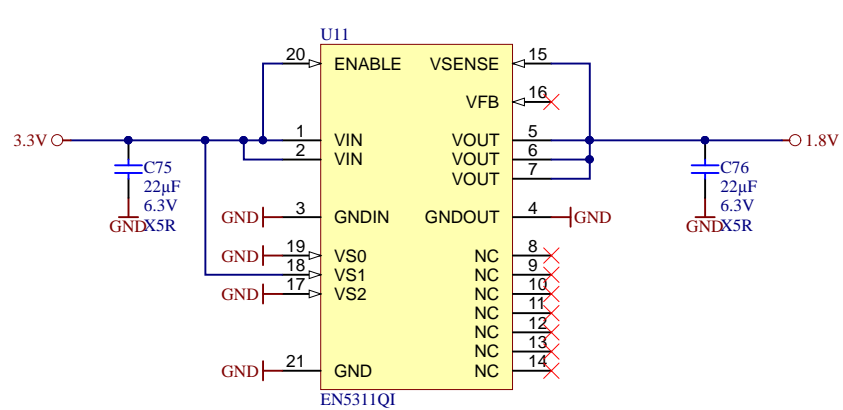 U11
20 ENABLE VSENSE 15
VFB 16
3.3V 1 VIN VOUT 5 1.8V
2 VIN VOUT 6
VOUT 7
C75
22µF
6.3V
X5R
GND
C76
22µF
6.3V
X5R
GND
GND 3 GNDIN GNDOUT 4 GND
GND 19 VS0 NC 8
18 VS1 NC 9
GND 17 VS2 NC 10
NC 11
NC 12
NC 13
GND 21 GND NC 14
EN5311QI